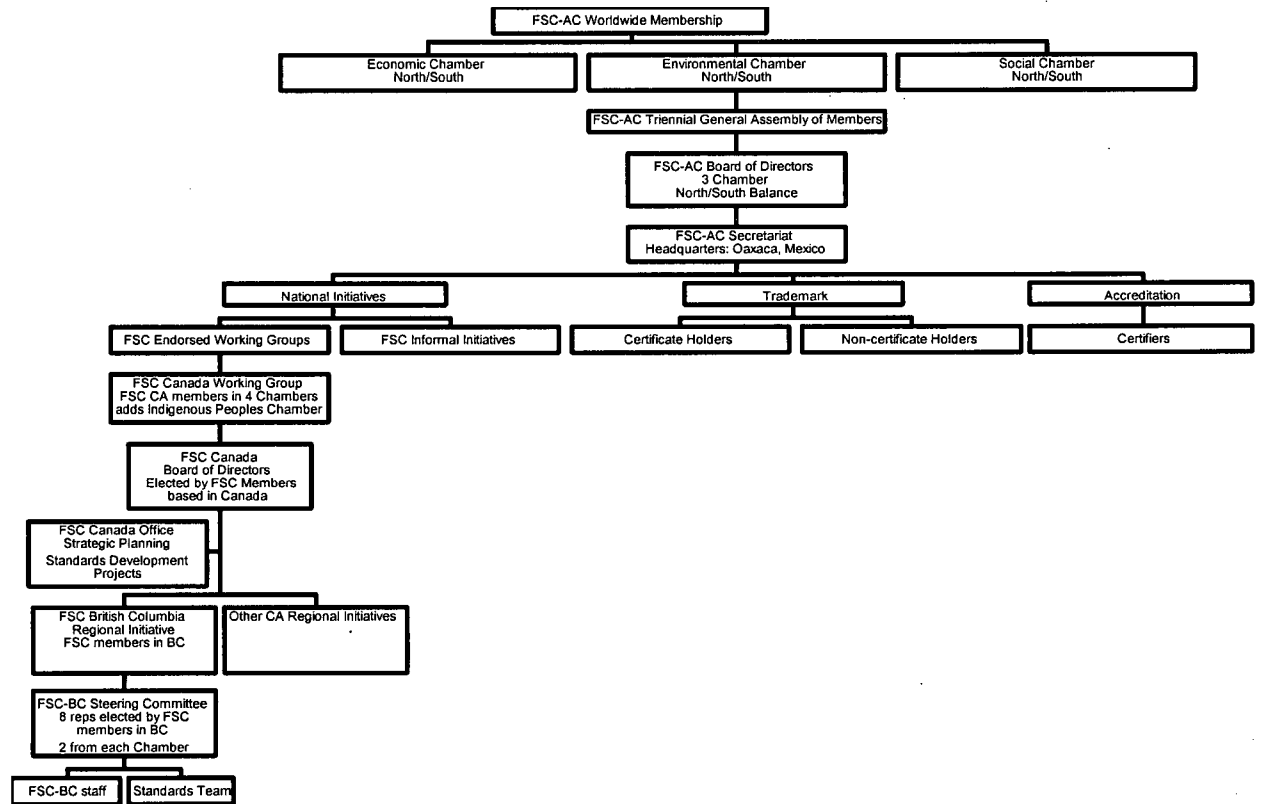 FSC-AC Worldwide Membership
Economic Chamber
North/South
Environmental Chamber
North/South
Social Chamber
North/South
FSC-AC Triennial General Assembly of Members
FSC-AC Board of Directors
3 Chamber
North/South Balance
FSC-AC Secretariat
Headquarters: Oaxaca, Mexico
National Initiatives
Trademark
Accreditation
FSC Endorsed Working Groups
FSC Informal Initiatives
Certificate Holders
Non-certificate Holders
Certifiers
FSC Canada Working Group
FSC CA members in 4 Chambers
adds Indigenous Peoples Chamber
FSC Canada
Board of Directors
Elected by FSC Members
based in Canada
FSC Canada Office
Strategic Planning
Standards Development
Projects
FSC British Columbia
Regional Initiative
FSC members in BC
Other CA Regional Initiatives
FSC-BC Steering Committee
8 reps elected by FSC
members in BC
2 from each Chamber
FSC-BC staff
Standards Team